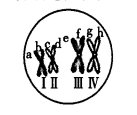 a b c d e f g h
I II III IV